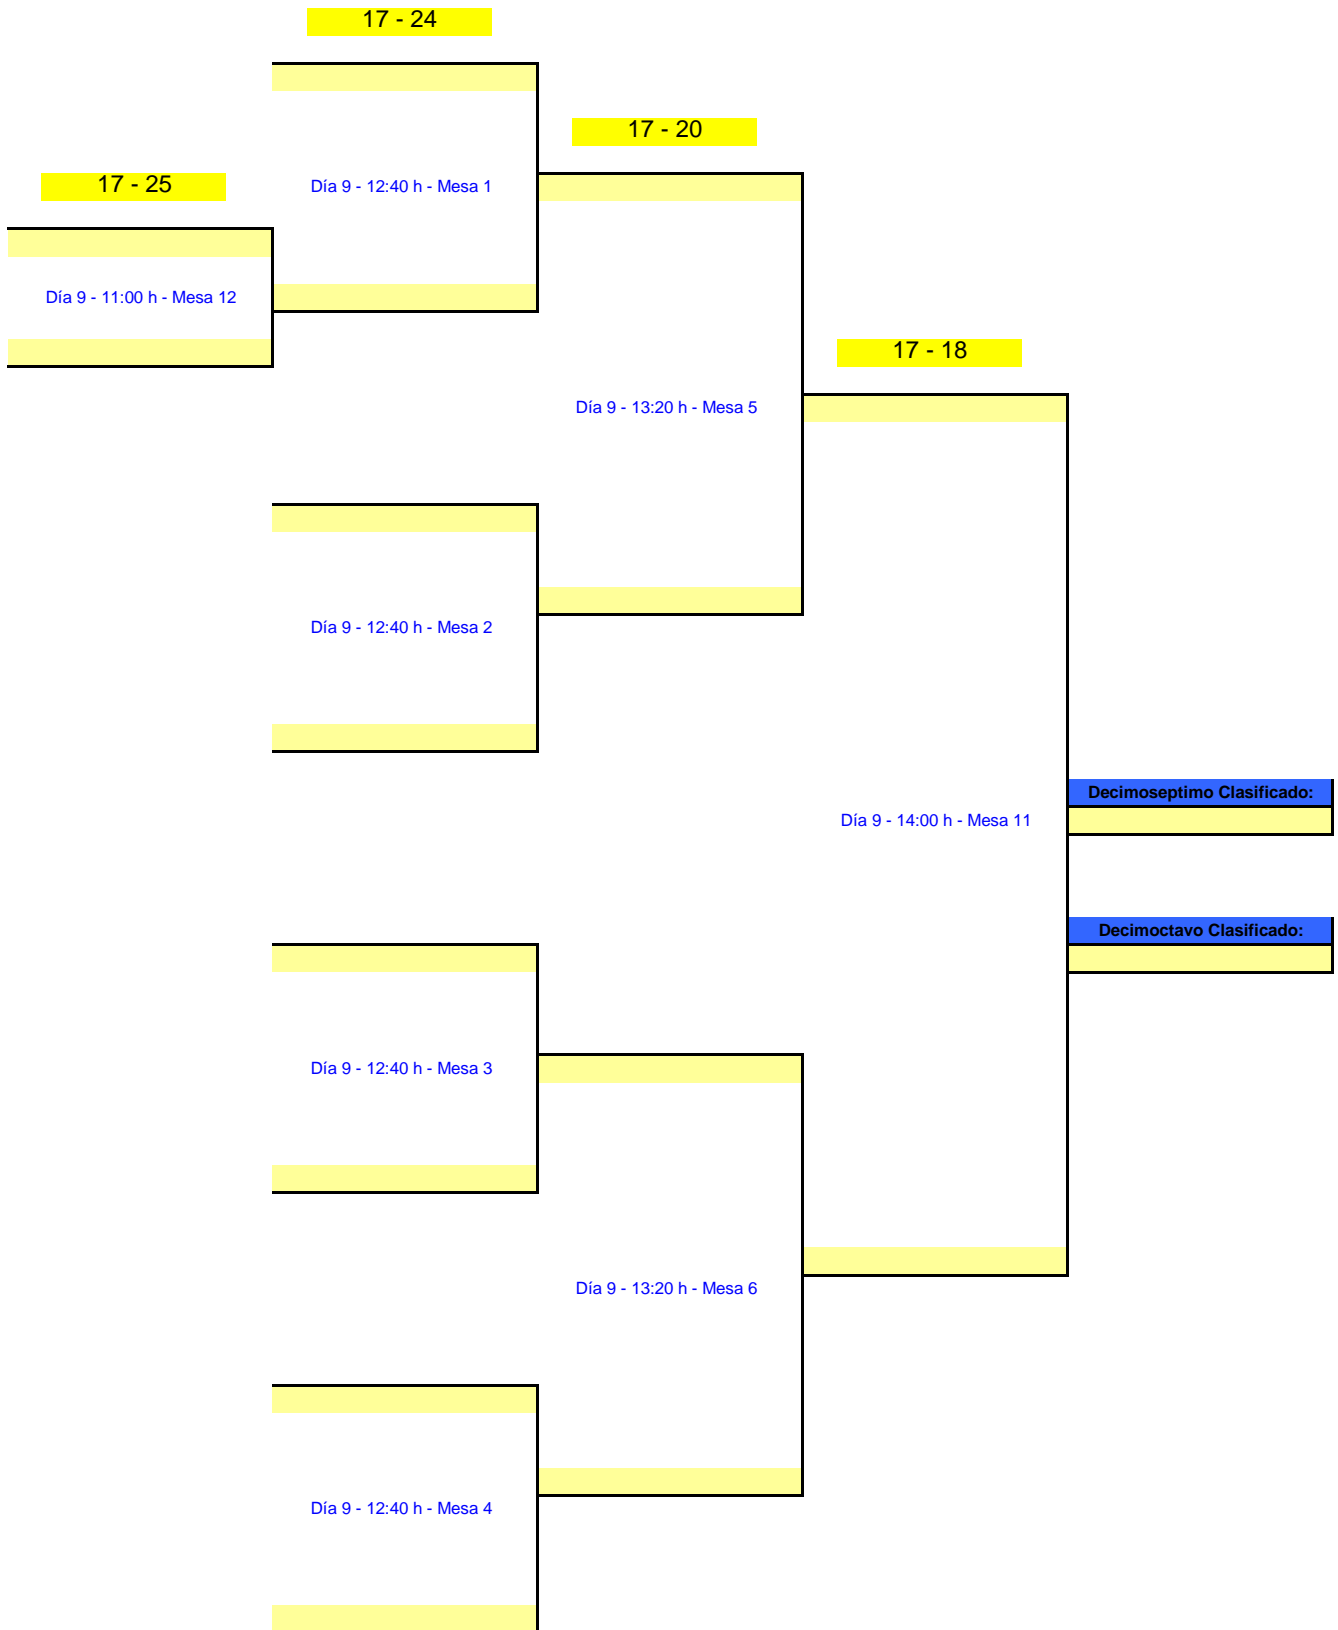 17 - 24
17 - 20
17 - 25
Día 9 - 12:40 h - Mesa 1
Día 9 - 11:00 h - Mesa 12
17 - 18
Día 9 - 13:20 h - Mesa 5
Día 9 - 12:40 h - Mesa 2
Decimoseptimo Clasificado:
Día 9 - 14:00 h - Mesa 11
Decimoctavo Clasificado:
Día 9 - 12:40 h - Mesa 3
Día 9 - 13:20 h - Mesa 6
Día 9 - 12:40 h - Mesa 4